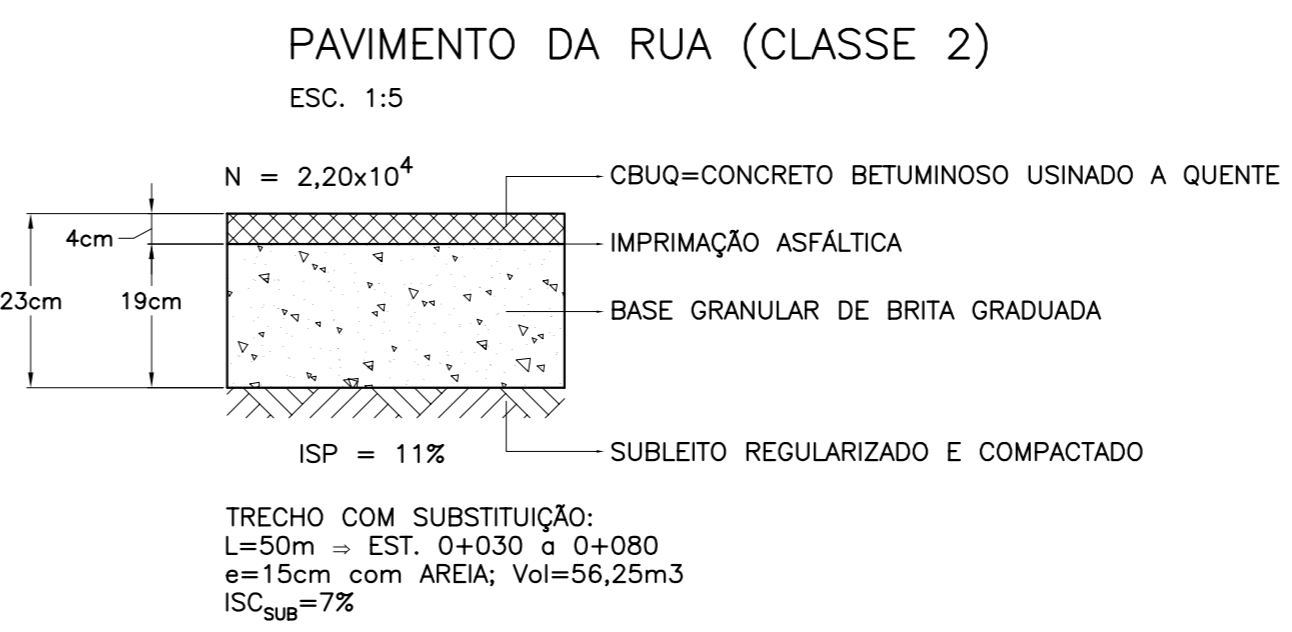 PAVIMENTO DA RUA (CLASSE 2)
ESC. 1:5
N = 2,20x10⁴
CBUQ=CONCRETO BETUMINOSO USINADO A QUENTE
4cm
IMPRIMAÇÃO ASFÁLTICA
23cm
19cm
BASE GRANULAR DE BRITA GRADUADA
ISP = 11%
SUBLEITO REGULARIZADO E COMPACTADO
TRECHO COM SUBSTITUIÇÃO:
L=50m ⇒ EST. 0+030 a 0+080
e=15cm com AREIA; Vol=56,25m3
ISC_SUB=7%